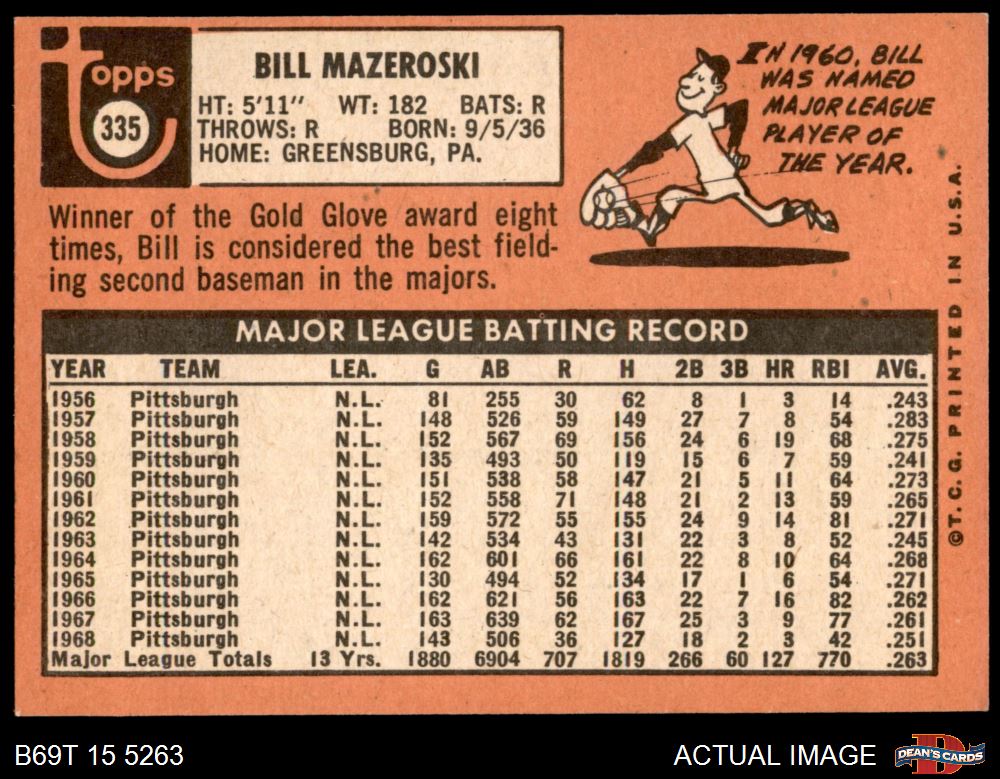 Topps
335
BILL MAZEROSKI
HT: 5'11" WT: 182 BATS: R
THROWS: R BORN: 9/5/36
HOME: GREENSBURG, PA.
Winner of the Gold Glove award eight
times, Bill is considered the best field-
ing second baseman in the majors.
IN 1960, BILL
WAS NAMED
MAJOR LEAGUE
PLAYER OF
THE YEAR.
MAJOR LEAGUE BATTING RECORD
YEAR TEAM LEA. G AB R H 2B 3B HR RBI AVG.
1956 Pittsburgh N.L. 81 255 30 62 8 1 3 14 .243
1957 Pittsburgh N.L. 148 526 59 149 27 7 8 54 .283
1958 Pittsburgh N.L. 152 567 69 156 24 6 19 68 .275
1959 Pittsburgh N.L. 135 493 50 119 15 6 7 59 .241
1960 Pittsburgh N.L. 151 538 58 147 21 5 11 64 .273
1961 Pittsburgh N.L. 152 558 71 148 21 2 13 59 .265
1962 Pittsburgh N.L. 159 572 55 155 24 9 14 81 .271
1963 Pittsburgh N.L. 142 534 43 131 22 3 8 52 .245
1964 Pittsburgh N.L. 162 601 66 161 22 8 10 64 .268
1965 Pittsburgh N.L. 130 494 52 134 17 1 6 54 .271
1966 Pittsburgh N.L. 162 621 56 163 22 7 16 82 .262
1967 Pittsburgh N.L. 163 639 62 167 25 3 9 77 .261
1968 Pittsburgh N.L. 143 506 36 127 18 2 3 42 .251
Major League Totals 13 Yrs. 1880 6904 707 1819 266 60 127 770 .263
©T.C.G. PRINTED IN U.S.A.
B69T 15 5263
ACTUAL IMAGE
DEAN'S CARDS